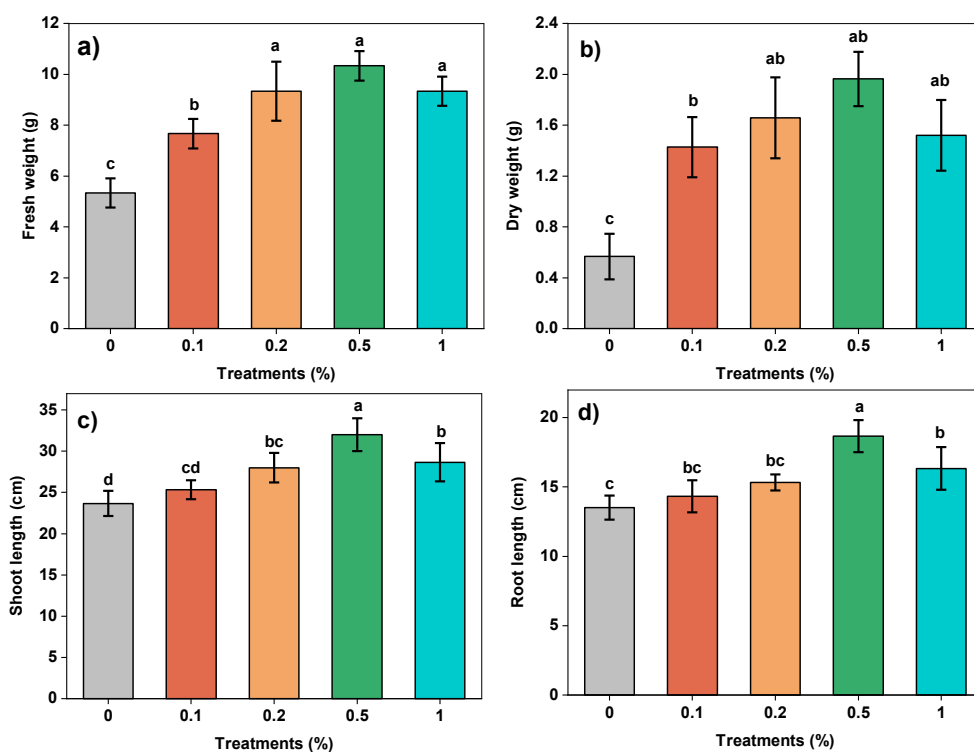 a)
Fresh weight (g)
12
10
8
6
4
2
0
c
b
a
a
a
0 0.1 0.2 0.5 1
Treatments (%)
b)
Dry weight (g)
2.4
2.0
1.6
1.2
0.8
0.4
0.0
c
b
ab
ab
ab
0 0.1 0.2 0.5 1
Treatments (%)
c)
Shoot length (cm)
35
30
25
20
15
10
5
0
d
cd
bc
a
b
0 0.1 0.2 0.5 1
Treatments (%)
d)
Root length (cm)
20
15
10
5
0
c
bc
bc
a
b
0 0.1 0.2 0.5 1
Treatments (%)